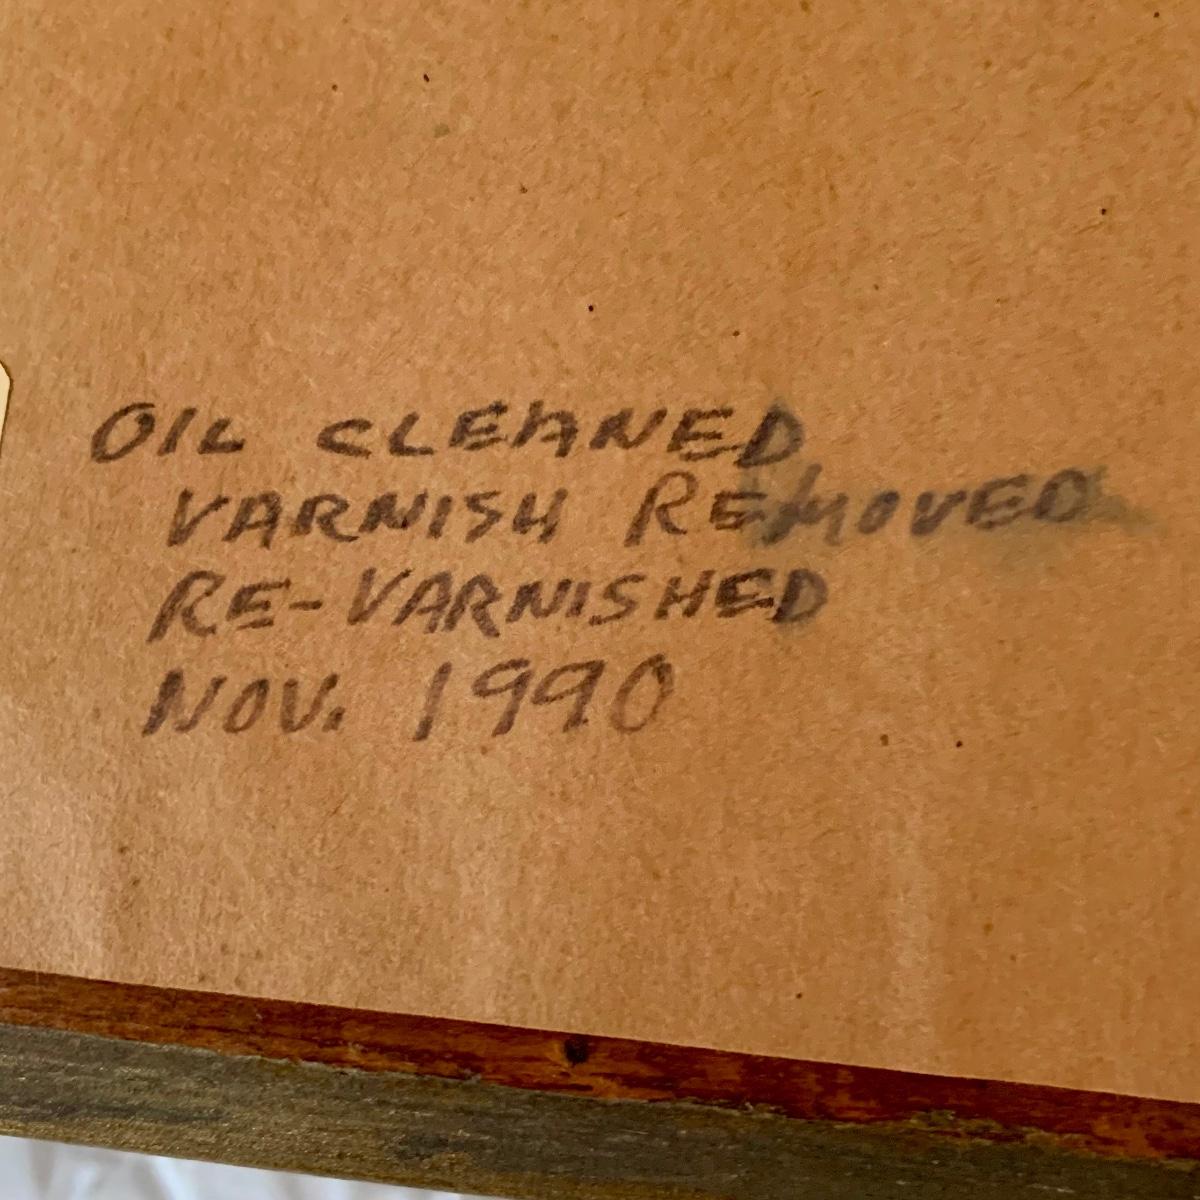 OIL CLEANED
VARNISH REMOVED
RE-VARNISHED
NOV. 1990